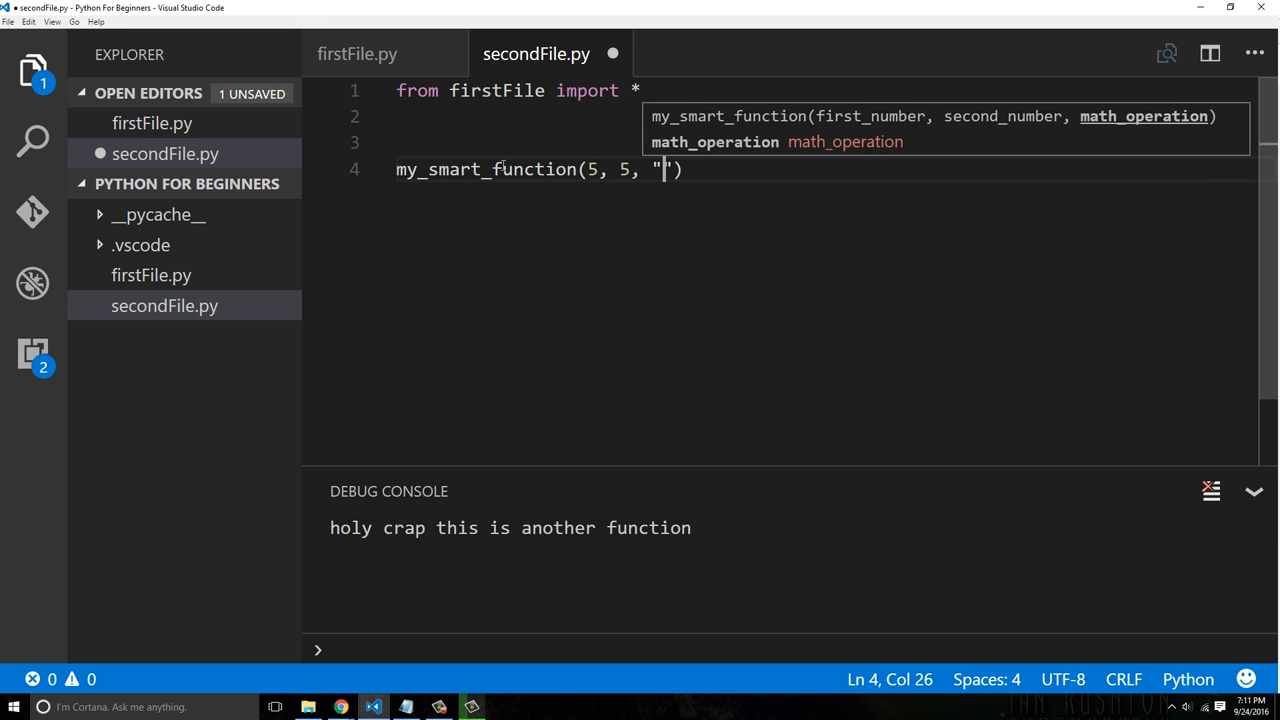 secondFile.py - Python For Beginners - Visual Studio Code
File Edit View Go Help
EXPLORER
OPEN EDITORS 1 UNSAVED
firstFile.py
secondFile.py
PYTHON FOR BEGINNERS
__pycache__
.vscode
firstFile.py
secondFile.py
1
2
firstFile.py secondFile.py
1 from firstFile import *
2
3
4 my_smart_function(5, 5, "")
my_smart_function(first_number, second_number, math_operation)
math_operation math_operation
DEBUG CONSOLE
holy crap this is another function
0 0
Ln 4, Col 26 Spaces: 4 UTF-8 CRLF Python
I'm Cortana. Ask me anything.
7:11 PM
9/24/2016